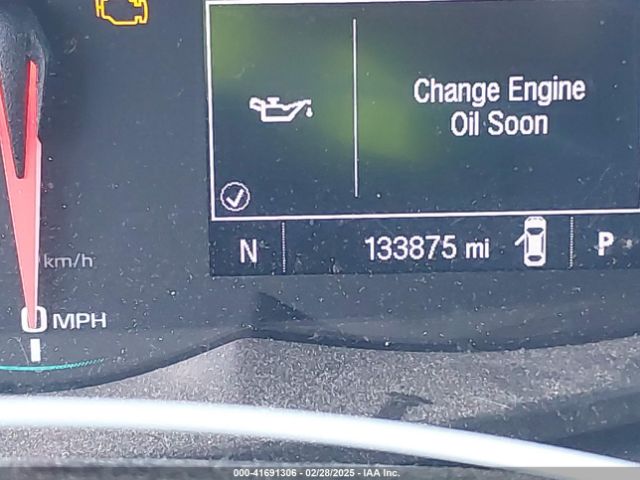 Change Engine
Oil Soon
N
133875 mi
P
km/h
0 MPH
000-41691306 - 02/28/2025 - IAA Inc.